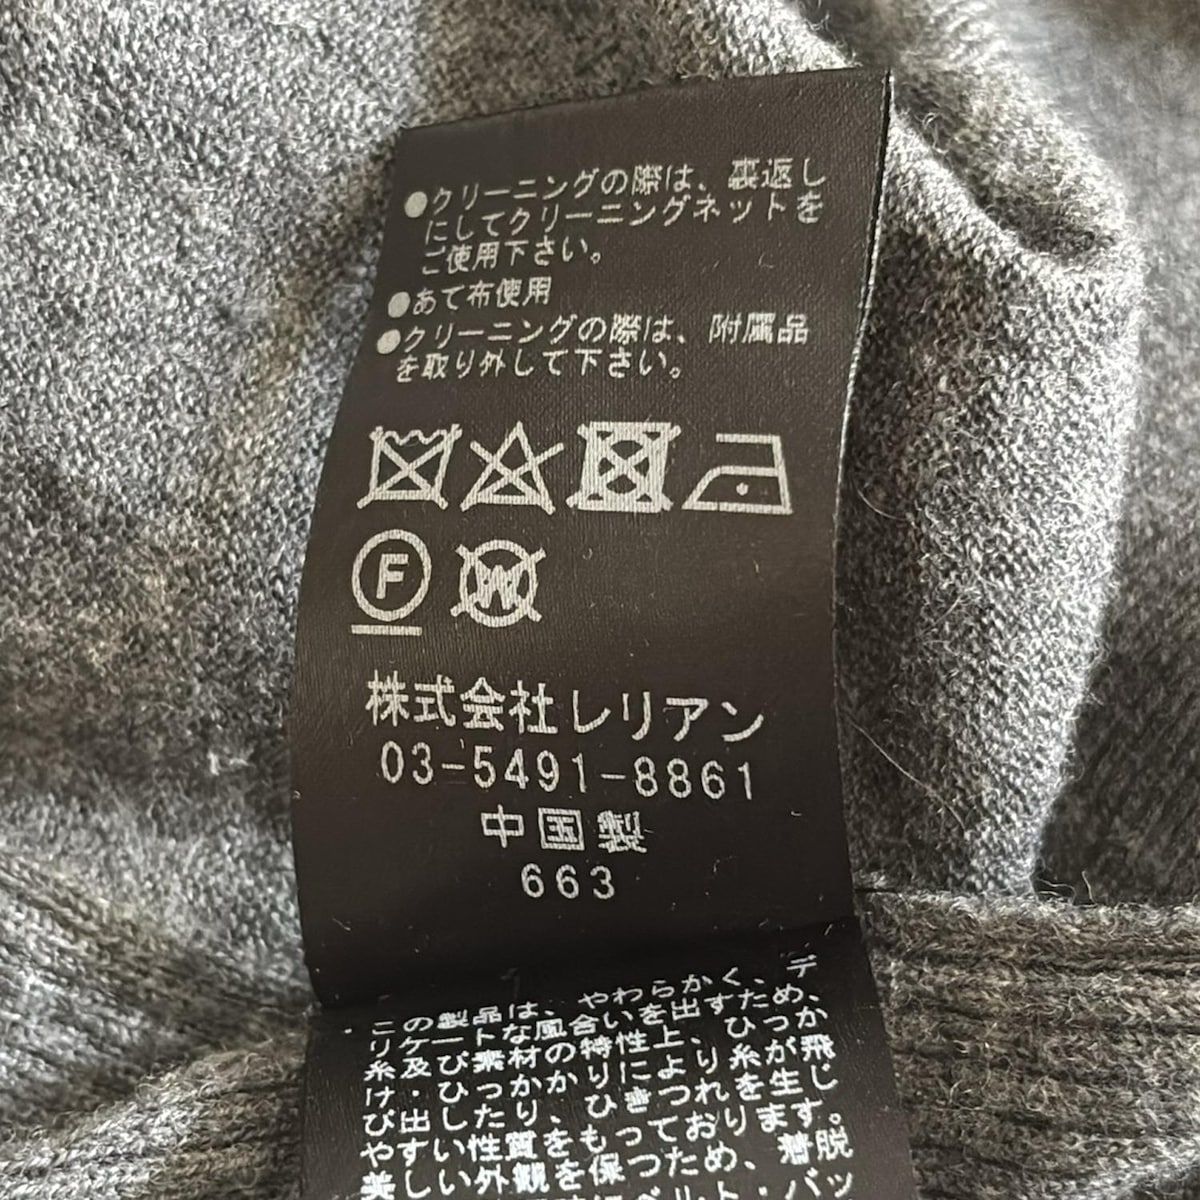 ●クリーニングの際は、裏返し
にしてクリーニングネットを
ご使用下さい。
●あて布使用
●クリーニングの際は、附属品
を取り外して下さい。
F
W
株式会社レリアン
03-5491-8861
中国製
663
・この製品は、やわらかく、デ
リケートな風合いを出すため、
糸及び素材の特性上、ひっか
け・ひっかかりにより糸が飛
び出したり、ひきつれを生じ
やすい性質をもっております。
美しい外観を保つため、着脱
ベルト・バッ